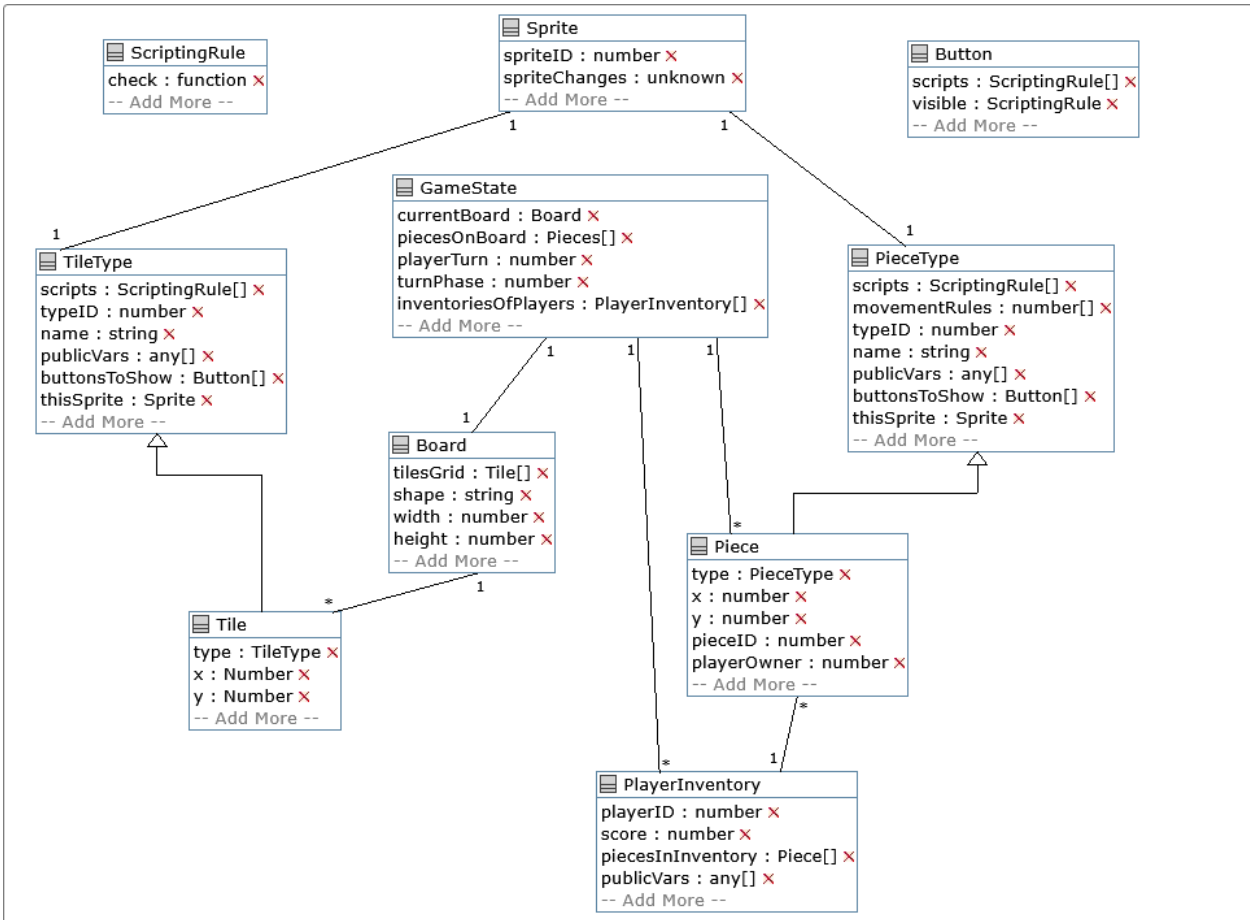 ScriptingRule
check : function
-- Add More --
Sprite
spriteID : number
spriteChanges : unknown
-- Add More --
Button
scripts : ScriptingRule[]
visible : ScriptingRule
-- Add More --
1
1
GameState
currentBoard : Board
piecesOnBoard : Pieces[]
playerTurn : number
turnPhase : number
inventoriesOfPlayers : PlayerInventory[]
-- Add More --
1
TileType
scripts : ScriptingRule[]
typeID : number
name : string
publicVars : any[]
buttonsToShow : Button[]
thisSprite : Sprite
-- Add More --
1
PieceType
scripts : ScriptingRule[]
movementRules : number[]
typeID : number
name : string
publicVars : any[]
buttonsToShow : Button[]
thisSprite : Sprite
-- Add More --
1
1
1
1
Board
tilesGrid : Tile[]
shape : string
width : number
height : number
-- Add More --
1
*
*
Piece
type : PieceType
x : number
y : number
pieceID : number
playerOwner : number
-- Add More --
*
Tile
type : TileType
x : Number
y : Number
-- Add More --
*
1
PlayerInventory
playerID : number
score : number
piecesInInventory : Piece[]
publicVars : any[]
-- Add More --